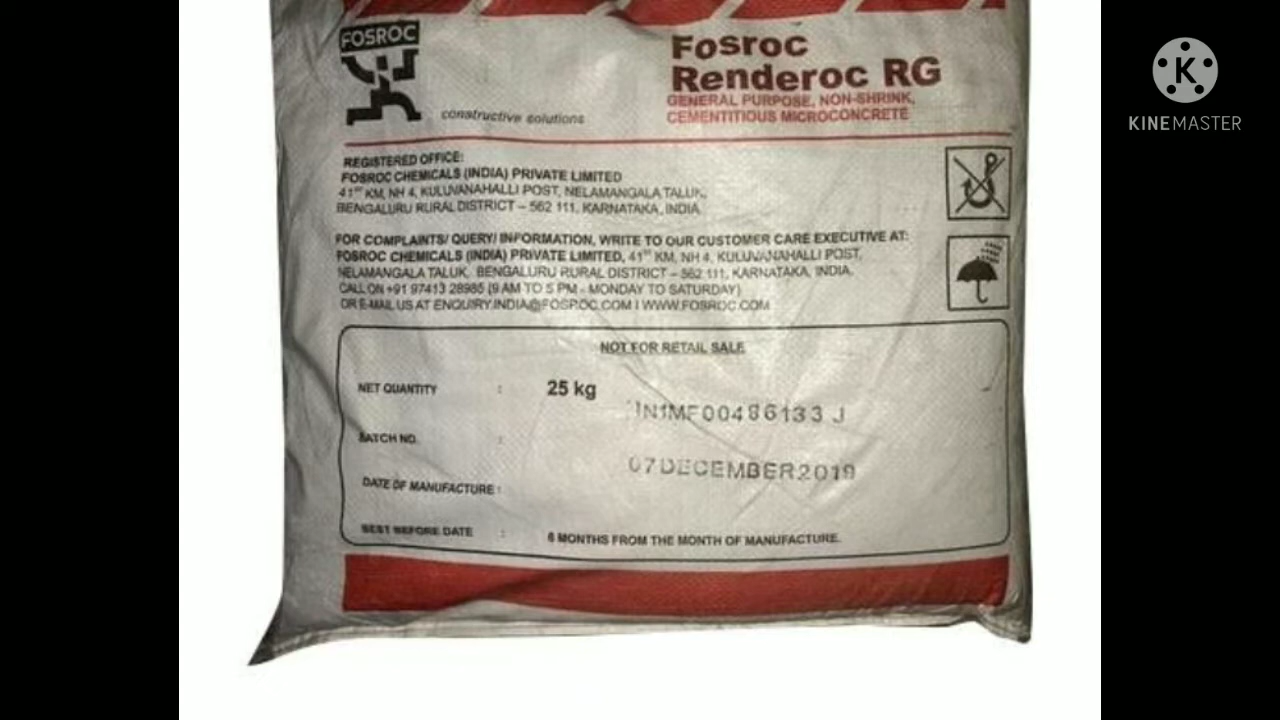 FOSROC
constructive solutions
Fosroc
Renderoc RG
GENERAL PURPOSE, NON-SHRINK,
CEMENTITIOUS MICROCONCRETE
K
KINEMASTER
REGISTERED OFFICE:
FOSROC CHEMICALS (INDIA) PRIVATE LIMITED
41ST KM, NH 4, KULUVANAHALLI POST, NELAMANGALA TALUK,
BENGALURU RURAL DISTRICT – 562 111, KARNATAKA, INDIA
FOR COMPLAINTS/ QUERY/ INFORMATION, WRITE TO OUR CUSTOMER CARE EXECUTIVE AT:
FOSROC CHEMICALS (INDIA) PRIVATE LIMITED, 41ST KM, NH 4, KULUVANAHALLI POST,
NELAMANGALA TALUK, BENGALURU RURAL DISTRICT – 562 111, KARNATAKA, INDIA.
CALL ON +91 97413 28985 (9 AM TO 5 PM - MONDAY TO SATURDAY)
OR E-MAIL US AT ENQUIRY.INDIA@FOSROC.COM I WWW.FOSROC.COM
NOT FOR RETAIL SALE
NET QUANTITY : 25 kg
IN1MF00486133 J
BATCH NO. :
07DECEMBER2019
DATE OF MANUFACTURE :
BEST BEFORE DATE : 6 MONTHS FROM THE MONTH OF MANUFACTURE.